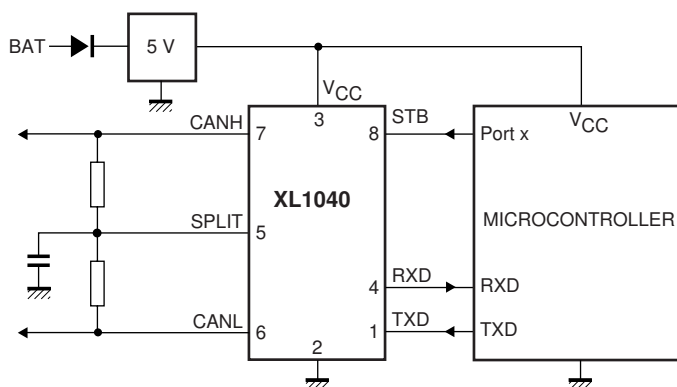 BAT
5 V
VCC
CANH
7
3
8
STB
Port x
VCC
XL1040
SPLIT
5
MICROCONTROLLER
4
RXD
RXD
CANL
6
2
1
TXD
TXD